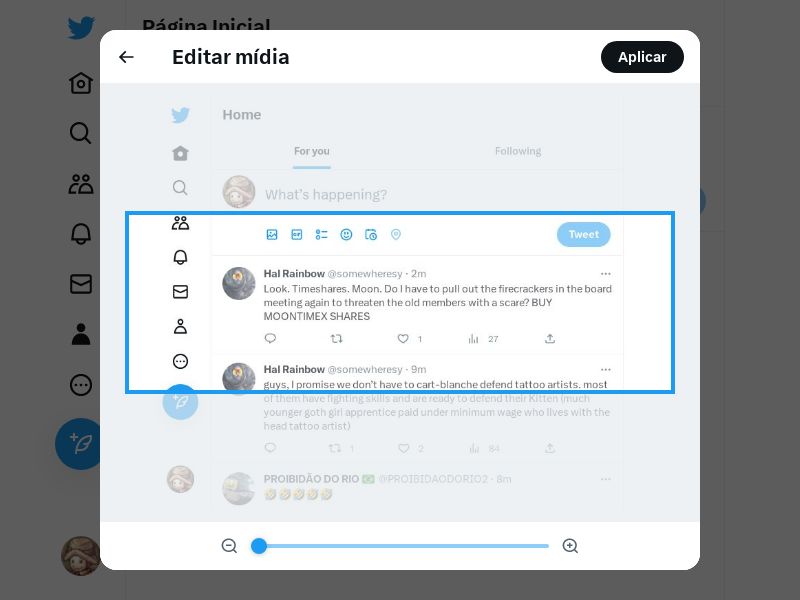 Página Inicial
Editar mídia
Aplicar
Home
For you
Following
What's happening?
GIF
Tweet
Hal Rainbow @somewheresy · 2m
Look. Timeshares. Moon. Do I have to pull out the firecrackers in the board
meeting again to threaten the old members with a scare? BUY
MOONTIMEX SHARES
1
27
Hal Rainbow @somewheresy · 9m
guys, I promise we don't have to cart-blanche defend tattoo artists. most
of them have fighting skills and are ready to defend their Kitten (much
younger goth girl apprentice paid under minimum wage who lives with the
head tattoo artist)
1
2
84
PROIBIDÃO DO RIO 🇧🇷 @PROIBIDAODORIO2 · 8m
🤣🤣🤣🤣🤣